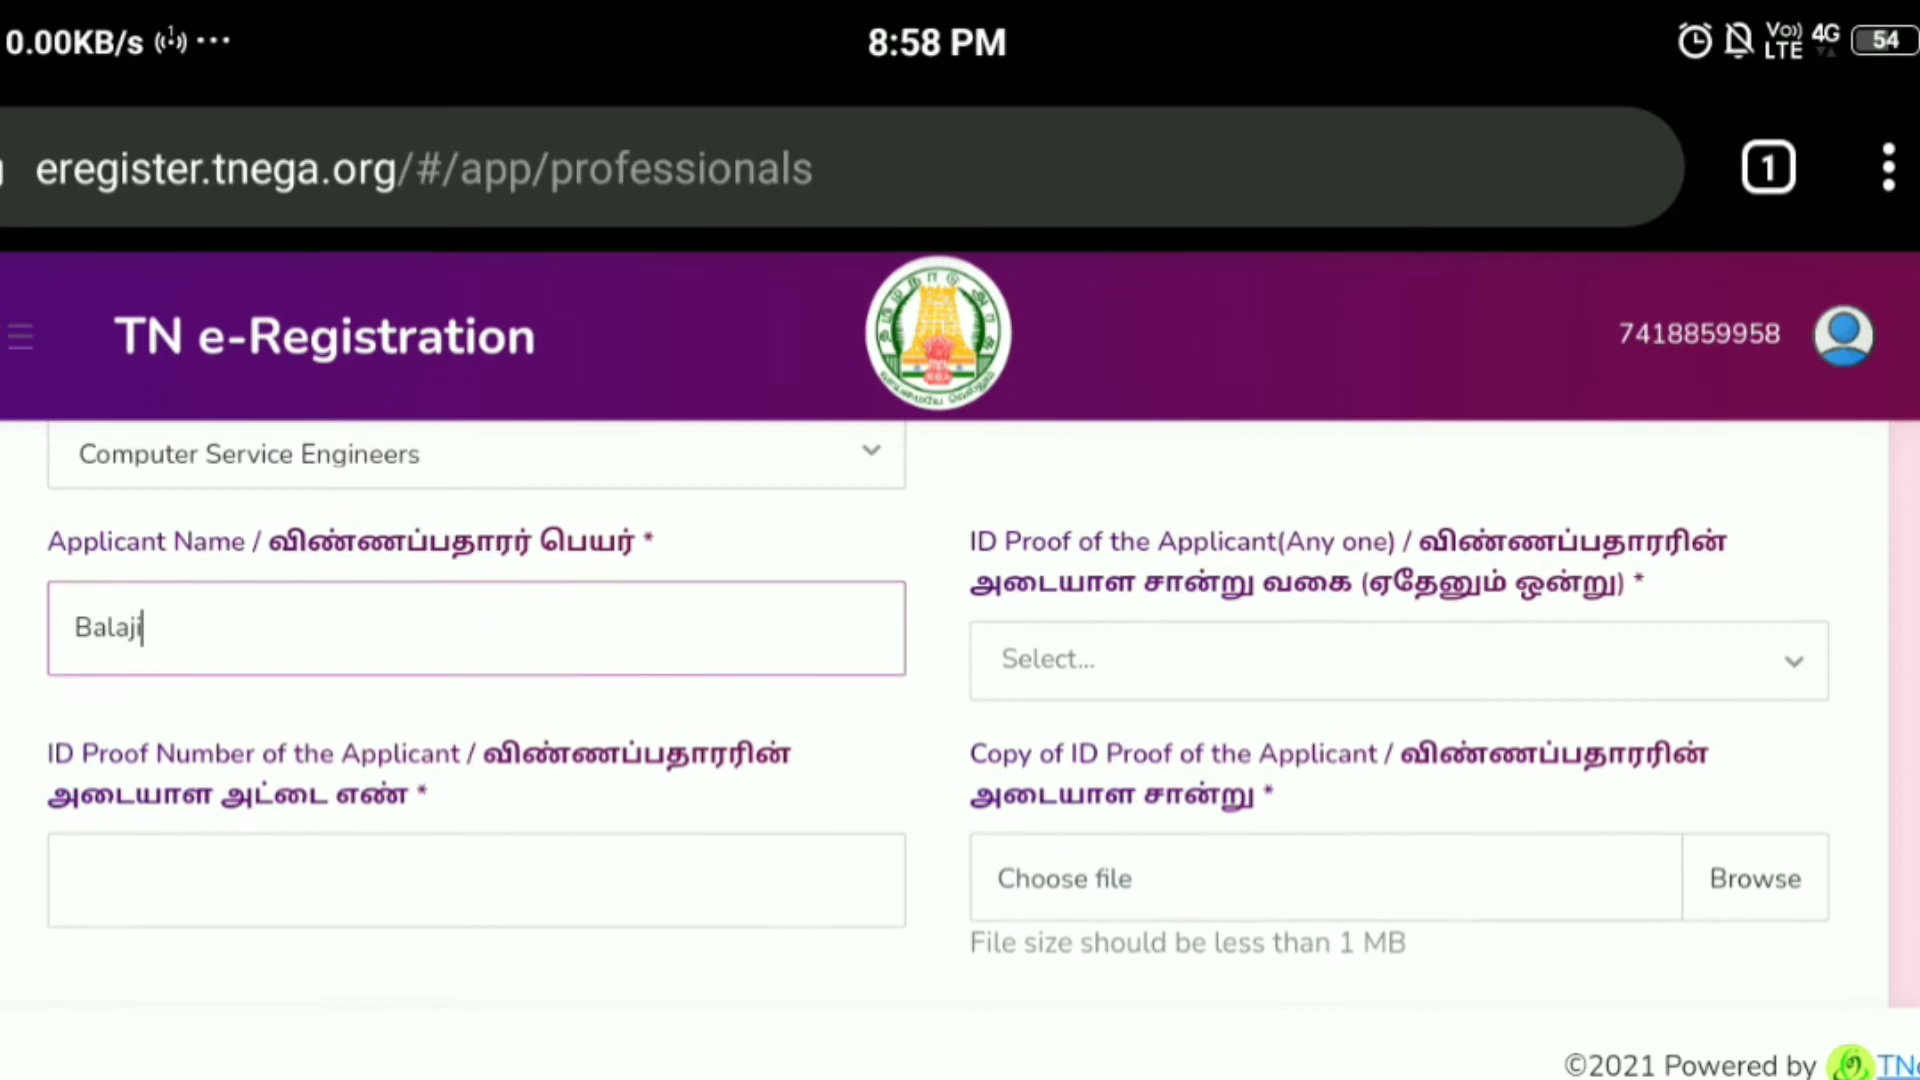 0.00KB/s
8:58 PM
Vo)) LTE 4G 54
eregister.tnega.org/#/app/professionals
1
TN e-Registration
7418859958
Computer Service Engineers
Applicant Name / விண்ணப்பதாரர் பெயர் *
Balaji
ID Proof of the Applicant(Any one) / விண்ணப்பதாரரின்
அடையாள சான்று வகை (ஏதேனும் ஒன்று) *
Select...
ID Proof Number of the Applicant / விண்ணப்பதாரரின்
அடையாள அட்டை எண் *
Copy of ID Proof of the Applicant / விண்ணப்பதாரரின்
அடையாள சான்று *
Choose file
Browse
File size should be less than 1 MB
©2021 Powered by